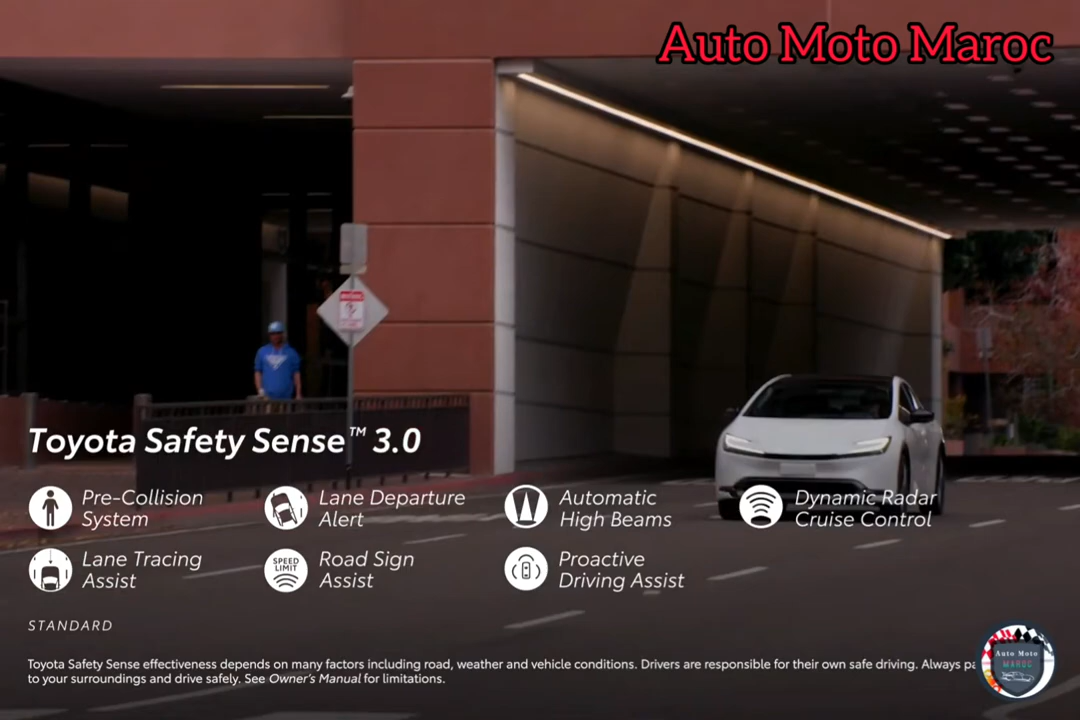 Auto Moto Maroc
Toyota Safety Sense™ 3.0
Pre-Collision
System
Lane Departure
Alert
Automatic
High Beams
Dynamic Radar
Cruise Control
Lane Tracing
Assist
SPEED
LIMIT
Road Sign
Assist
Proactive
Driving Assist
STANDARD
Toyota Safety Sense effectiveness depends on many factors including road, weather and vehicle conditions. Drivers are responsible for their own safe driving. Always
to your surroundings and drive safely. See Owner's Manual for limitations.
Auto Moto
MAROC